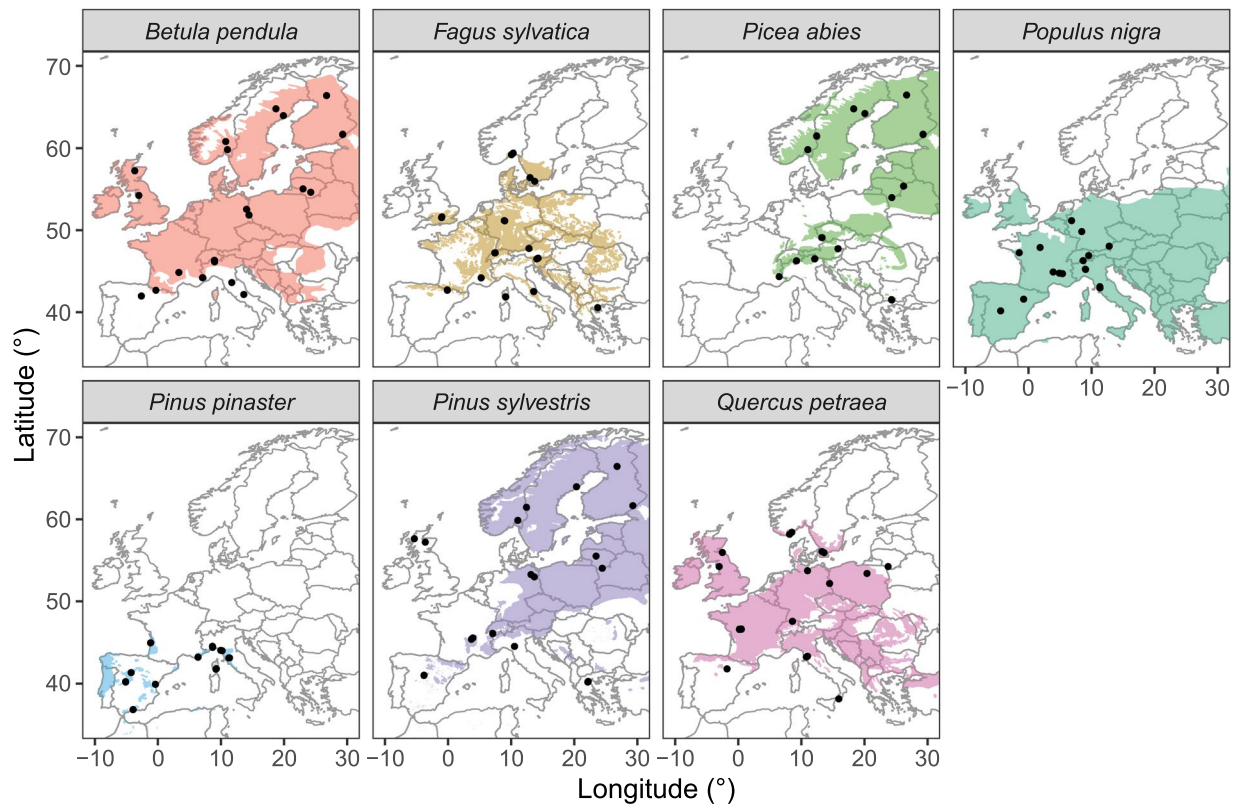 Betula pendula
Fagus sylvatica
Picea abies
Populus nigra
70
60
50
40
−10 0 10 20 30
Latitude (°)
Pinus pinaster
Pinus sylvestris
Quercus petraea
70
60
50
40
−10 0 10 20 30
−10 0 10 20 30
−10 0 10 20 30
Longitude (°)